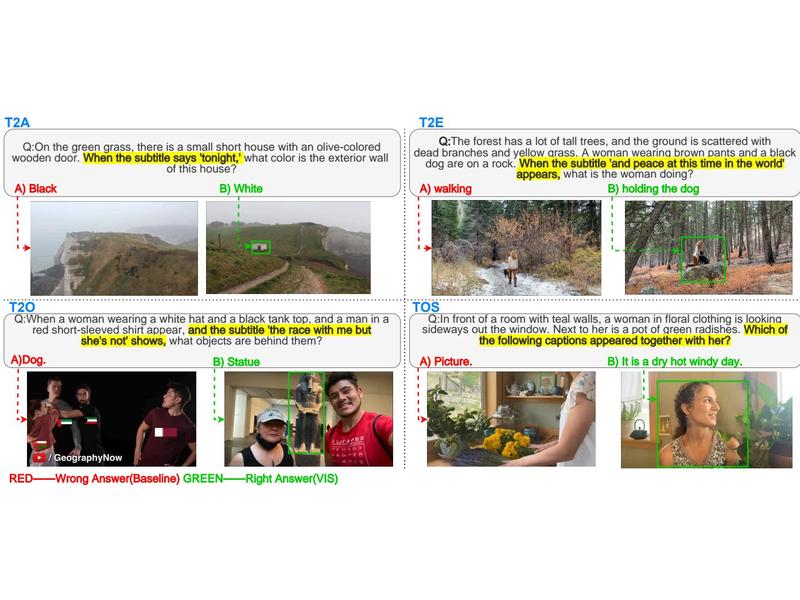 T2A
Q:On the green grass, there is a small short house with an olive-colored
wooden door. When the subtitle says 'tonight,' what color is the exterior wall
of this house?
A) Black
B) White
T2E
Q:The forest has a lot of tall trees, and the ground is scattered with
dead branches and yellow grass. A woman wearing brown pants and a black
dog are on a rock. When the subtitle 'and peace at this time in the world'
appears, what is the woman doing?
A) walking
B) holding the dog
T2O
Q:When a woman wearing a white hat and a black tank top, and a man in a
red short-sleeved shirt appear, and the subtitle 'the race with me but
she's not' shows, what objects are behind them?
A)Dog.
B) Statue
/ GeographyNow
TOS
Q:In front of a room with teal walls, a woman in floral clothing is looking
sideways out the window. Next to her is a pot of green radishes. Which of
the following captions appeared together with her?
A) Picture.
B) It is a dry hot windy day.
RED——Wrong Answer(Baseline) GREEN——Right Answer(VIS)